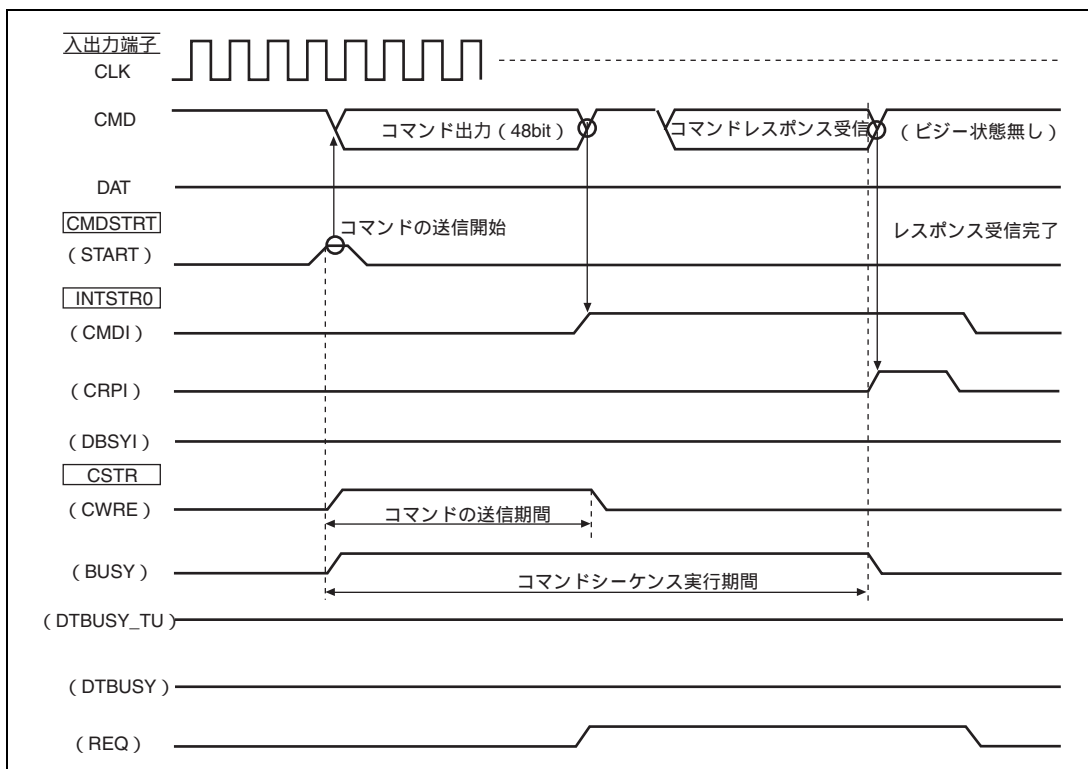 入出力端子
CLK
CMD
コマンド出力（48bit）
コマンドレスポンス受信
（ビジー状態無し）
DAT
CMDSTRT
コマンドの送信開始
レスポンス受信完了
（START）
INTSTR0
（CMDI）
（CRPI）
（DBSYI）
CSTR
（CWRE）
コマンドの送信期間
（BUSY）
コマンドシーケンス実行期間
（DTBUSY_TU）
（DTBUSY）
（REQ）